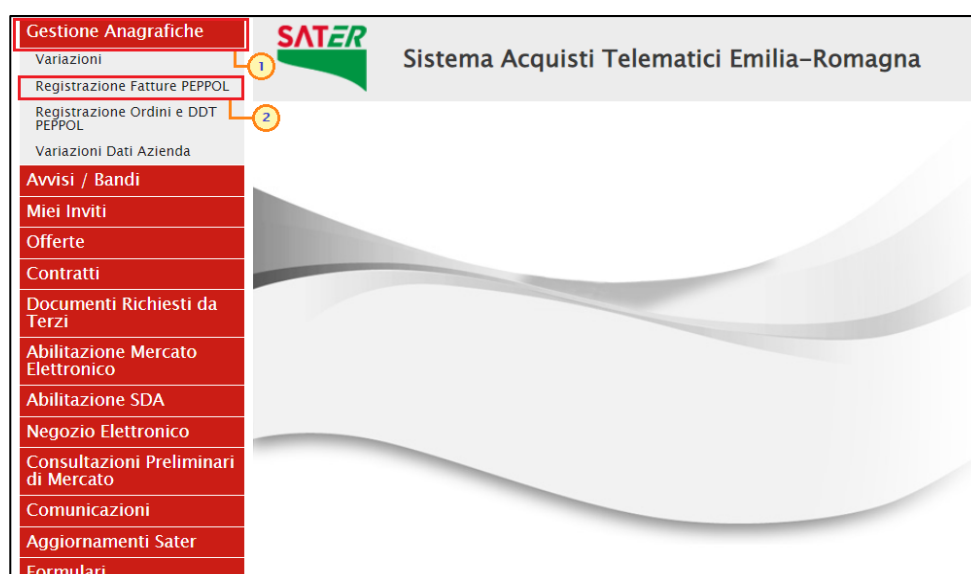 Gestione Anagrafiche
Variazioni
1
Registrazione Fatture PEPPOL
2
Registrazione Ordini e DDT
PEPPOL
Variazioni Dati Azienda
Avvisi / Bandi
Miei Inviti
Offerte
Contratti
Documenti Richiesti da
Terzi
Abilitazione Mercato
Elettronico
Abilitazione SDA
Negozio Elettronico
Consultazioni Preliminari
di Mercato
Comunicazioni
Aggiornamenti Sater
Formulari
SATER
Sistema Acquisti Telematici Emilia-Romagna